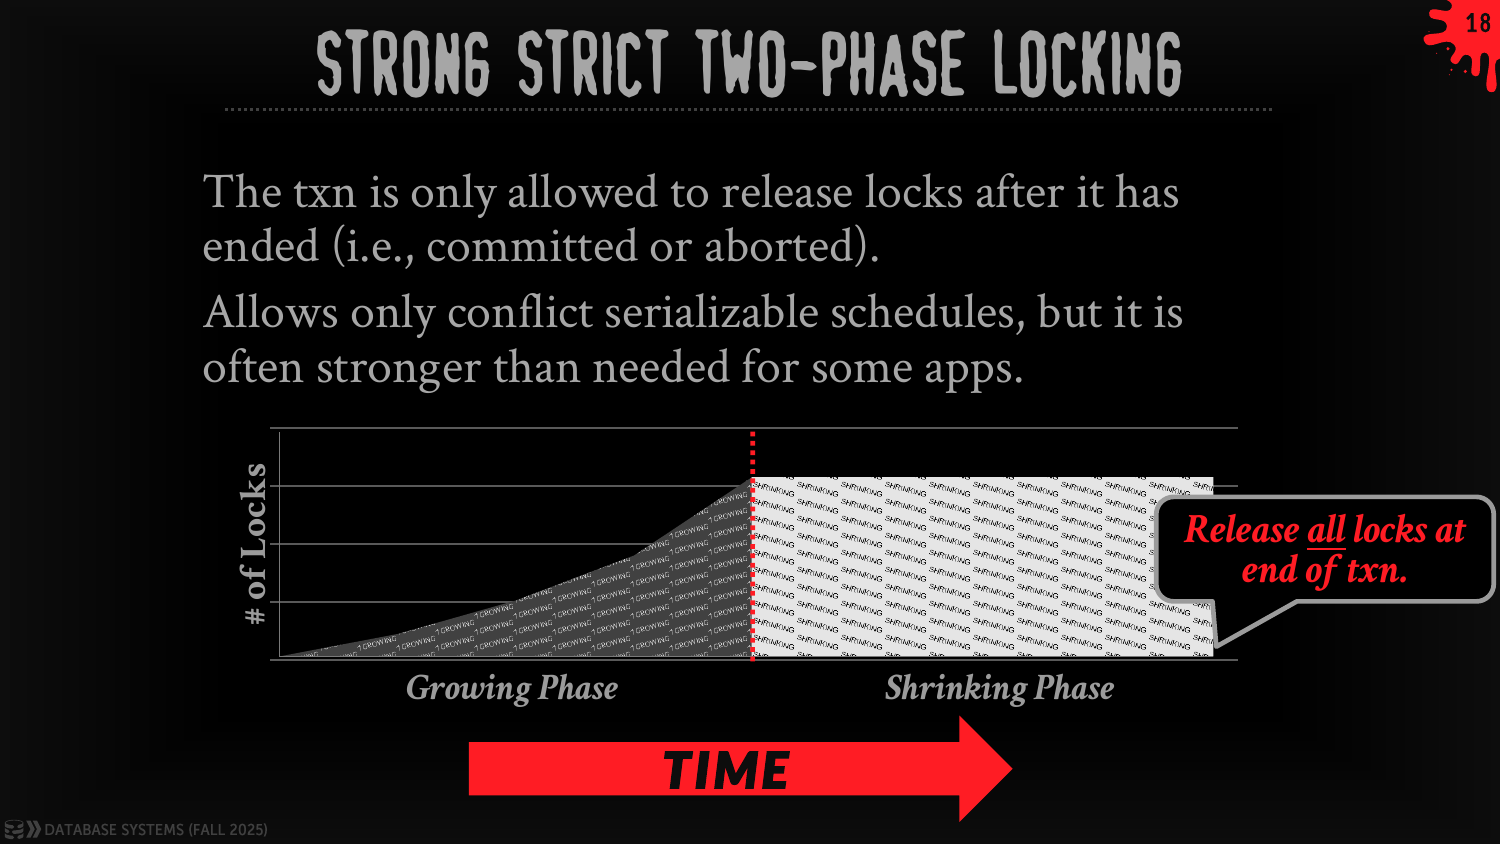 18
STRONG STRICT TWO-PHASE LOCKING
The txn is only allowed to release locks after it has
ended (i.e., committed or aborted).
Allows only conflict serializable schedules, but it is
often stronger than needed for some apps.
# of Locks
GROWING
SHRINKING
Release all locks at
end of txn.
Growing Phase
Shrinking Phase
TIME
DATABASE SYSTEMS (FALL 2025)